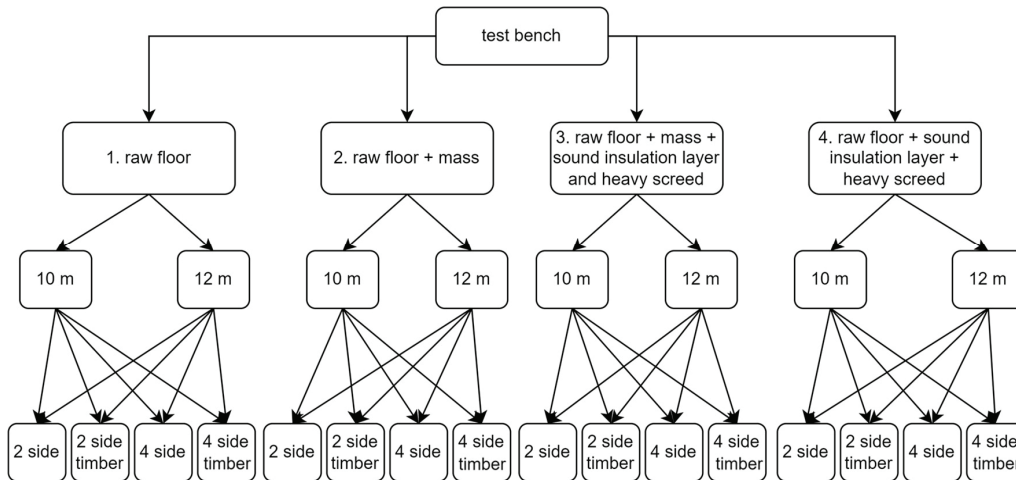 test bench
1. raw floor
2. raw floor + mass
3. raw floor + mass +
sound insulation layer
and heavy screed
4. raw floor + sound
insulation layer +
heavy screed
10 m
12 m
10 m
12 m
10 m
12 m
10 m
12 m
2 side
2 side
timber
4 side
4 side
timber
2 side
2 side
timber
4 side
4 side
timber
2 side
2 side
timber
4 side
4 side
timber
2 side
2 side
timber
4 side
4 side
timber